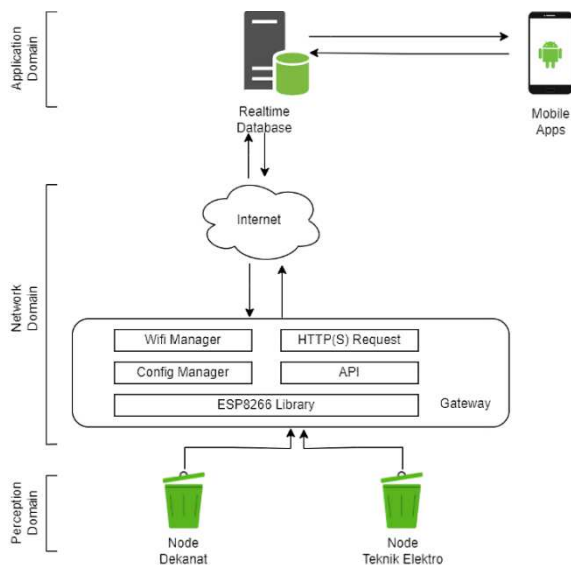 Application
Domain
Realtime
Database
Mobile
Apps
Network
Domain
Internet
Wifi Manager
HTTP(S) Request
Config Manager
API
ESP8266 Library
Gateway
Perception
Domain
Node
Dekanat
Node
Teknik Elektro